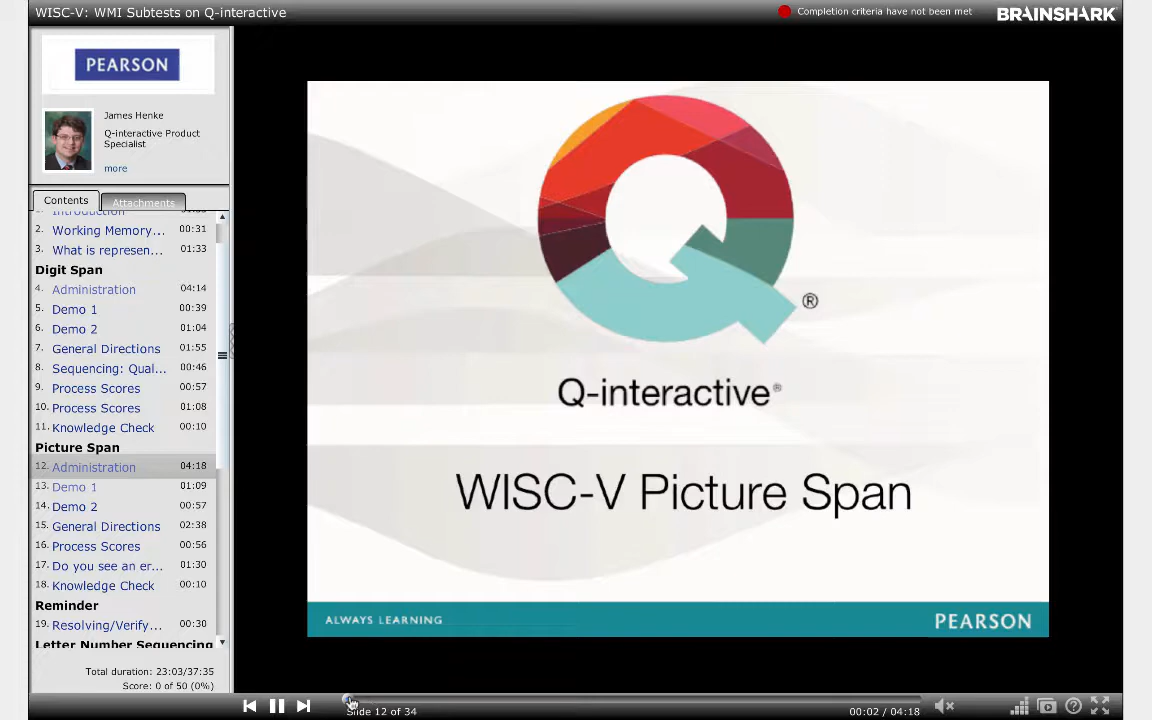 WISC-V: WMI Subtests on Q-interactive
Completion criteria have not been met
BRAINSHARK
PEARSON
James Henke
Q-interactive Product
Specialist
more
Contents
Attachments
1. Introduction
2. Working Memory... 00:31
3. What is represen... 01:33
Digit Span
4. Administration 04:14
5. Demo 1 00:39
6. Demo 2 01:04
7. General Directions 01:55
8. Sequencing: Qual... 00:46
9. Process Scores 00:57
10. Process Scores 01:08
11. Knowledge Check 00:10
Picture Span
12. Administration 04:18
13. Demo 1 01:09
14. Demo 2 00:57
15. General Directions 02:38
16. Process Scores 00:56
17. Do you see an er... 01:30
18. Knowledge Check 00:10
Reminder
19. Resolving/Verify... 00:30
Letter Number Sequencing
Total duration: 23:03/37:35
Score: 0 of 50 (0%)
®
Q-interactive®
WISC-V Picture Span
ALWAYS LEARNING
PEARSON
Slide 12 of 34
00:02 / 04:18